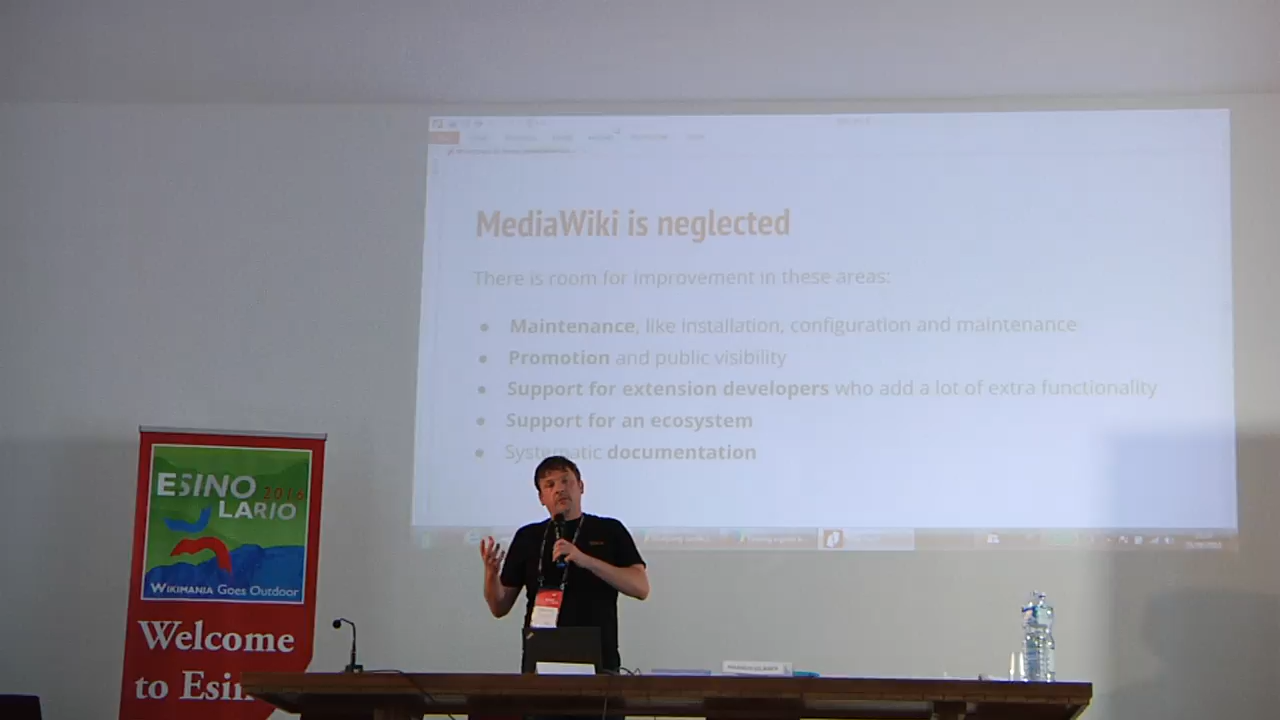 MediaWiki is neglected
There is room for improvement in these areas:
● Maintenance, like installation, configuration and maintenance
● Promotion and public visibility
● Support for extension developers who add a lot of extra functionality
● Support for an ecosystem
● Systematic documentation
ESINO 2016
LARIO
WIKIMANIA Goes Outdoor
Welcome
to Esin